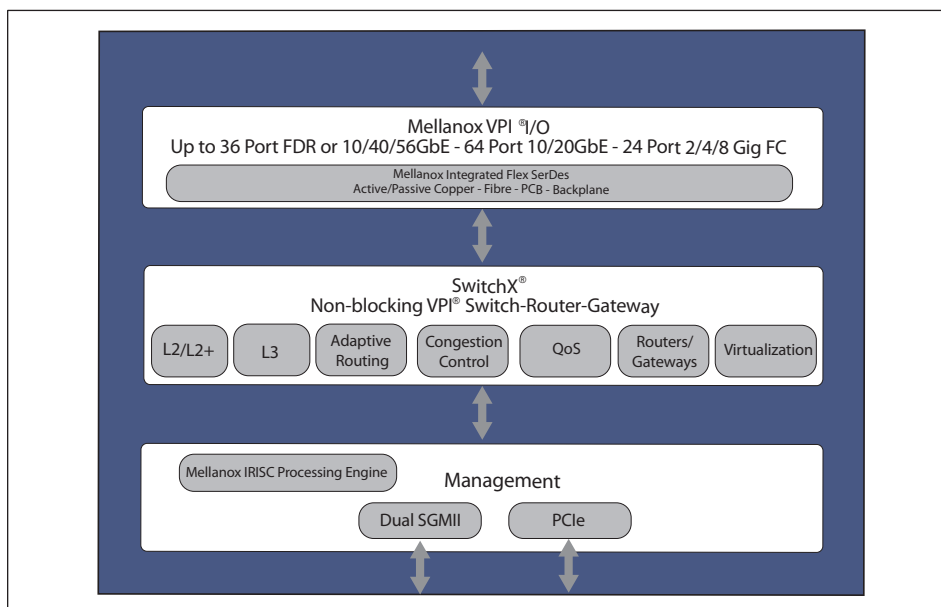 Mellanox VPI ®I/O
Up to 36 Port FDR or 10/40/56GbE - 64 Port 10/20GbE - 24 Port 2/4/8 Gig FC
Mellanox Integrated Flex SerDes
Active/Passive Copper - Fibre - PCB - Backplane
SwitchX®
Non-blocking VPI® Switch-Router-Gateway
L2/L2+
L3
Adaptive
Routing
Congestion
Control
QoS
Routers/
Gateways
Virtualization
Mellanox IRISC Processing Engine
Management
Dual SGMII
PCIe